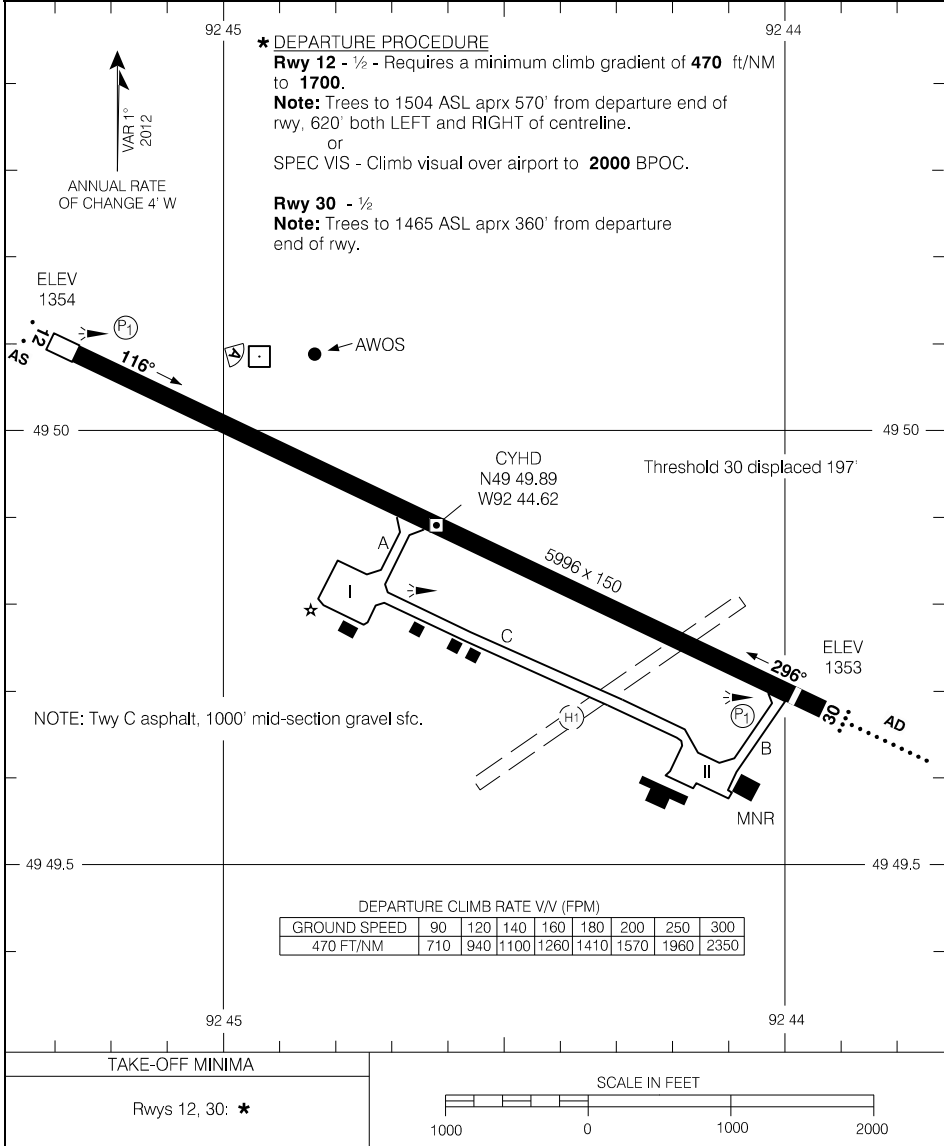 92 45
92 44
* DEPARTURE PROCEDURE
Rwy 12 - ½ - Requires a minimum climb gradient of 470 ft/NM
to 1700.
Note: Trees to 1504 ASL aprx 570' from departure end of
rwy, 620' both LEFT and RIGHT of centreline.
or
SPEC VIS - Climb visual over airport to 2000 BPOC.
Rwy 30 - ½
Note: Trees to 1465 ASL aprx 360' from departure
end of rwy.
VAR 1°
2012
ANNUAL RATE
OF CHANGE 4' W
ELEV
1354
P1
12
AS
116°
A
AWOS
49 50
49 50
CYHD
N49 49.89
W92 44.62
Threshold 30 displaced 197'
A
I
5996 x 150
C
ELEV
1353
296°
30
AD
NOTE: Twy C asphalt, 1000' mid-section gravel sfc.
H1
P1
B
II
MNR
49 49.5
49 49.5
DEPARTURE CLIMB RATE V/V (FPM)
GROUND SPEED 90 120 140 160 180 200 250 300
470 FT/NM 710 940 1100 1260 1410 1570 1960 2350
92 45
92 44
TAKE-OFF MINIMA
Rwys 12, 30: *
SCALE IN FEET
1000 0 1000 2000